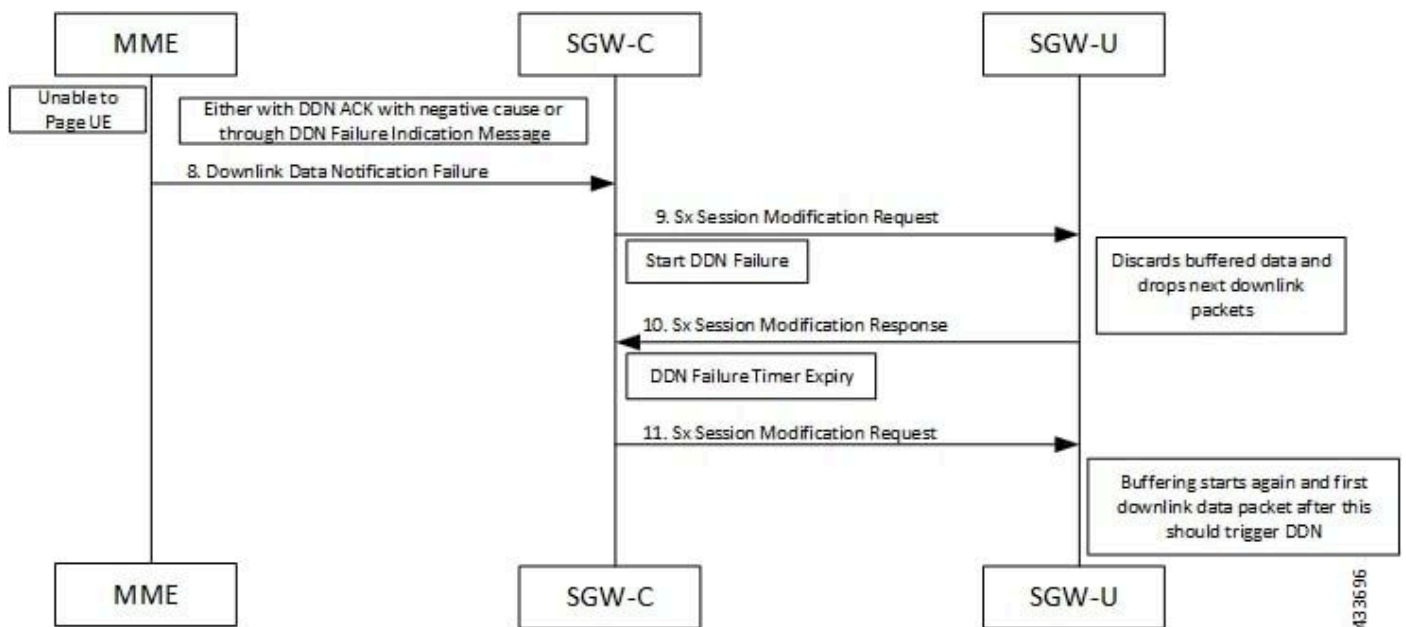 MME
SGW-C
SGW-U
Unable to
Page UE
Either with DDN ACK with negative cause or
through DDN Failure Indication Message
8. Downlink Data Notification Failure
9. Sx Session Modification Request
Start DDN Failure
Discards buffered data and
drops next downlink
packets
10. Sx Session Modification Response
DDN Failure Timer Expiry
11. Sx Session Modification Request
Buffering starts again and first
downlink data packet after this
should trigger DDN
MME
SGW-C
SGW-U
433696